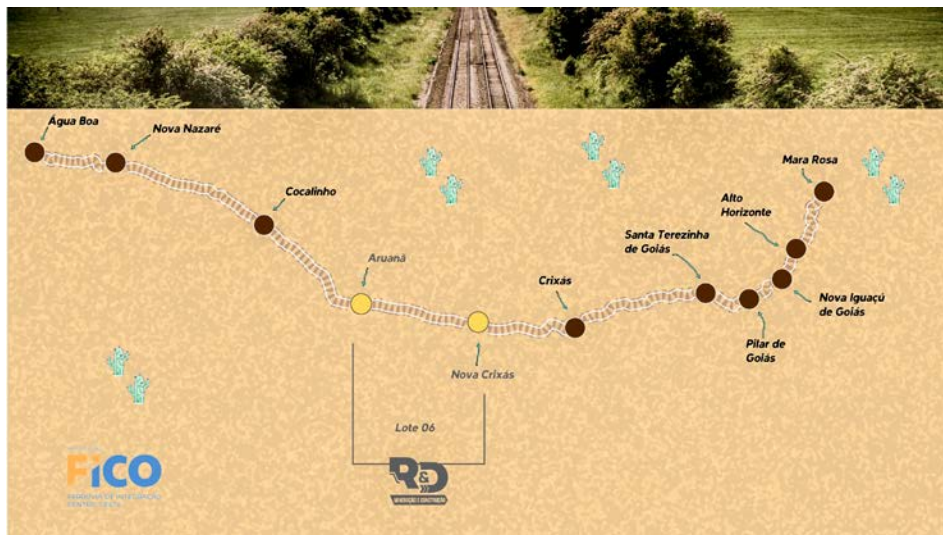 Água Boa
Nova Nazaré
Cocalinho
Aruanã
Nova Crixás
Crixás
Santa Terezinha
de Goiás
Pilar de
Goiás
Nova Iguaçú
de Goiás
Alto
Horizonte
Mara Rosa
Lote 06
FiCO
R&D